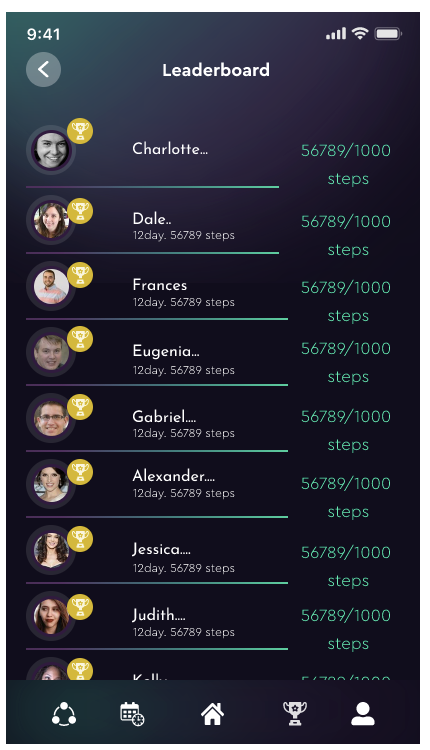 9:41
Leaderboard
Charlotte...
56789/1000
steps
Dale..
12day. 56789 steps
56789/1000
steps
Frances
12day. 56789 steps
56789/1000
steps
Eugenia...
12day. 56789 steps
56789/1000
steps
Gabriel....
12day. 56789 steps
56789/1000
steps
Alexander....
12day. 56789 steps
56789/1000
steps
Jessica....
12day. 56789 steps
56789/1000
steps
Judith....
12day. 56789 steps
56789/1000
steps